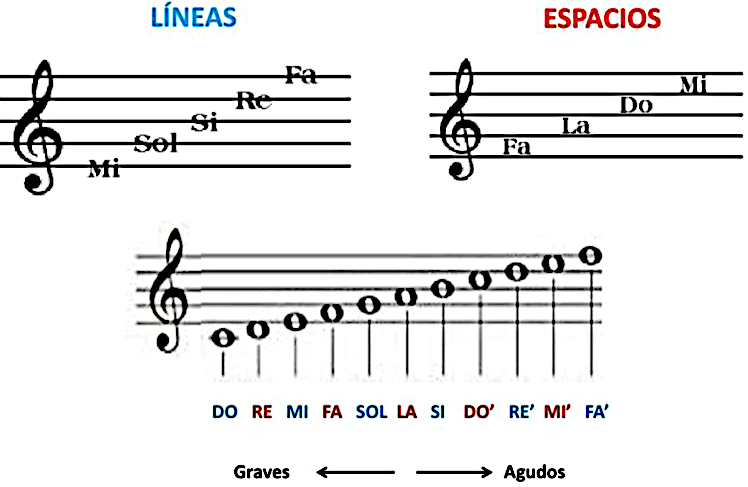 LÍNEAS
Fa
Re
Si
Sol
Mi
ESPACIOS
Mi
Do
La
Fa
DO RE MI FA SOL LA SI DO’ RE’ MI’ FA’
Graves Agudos